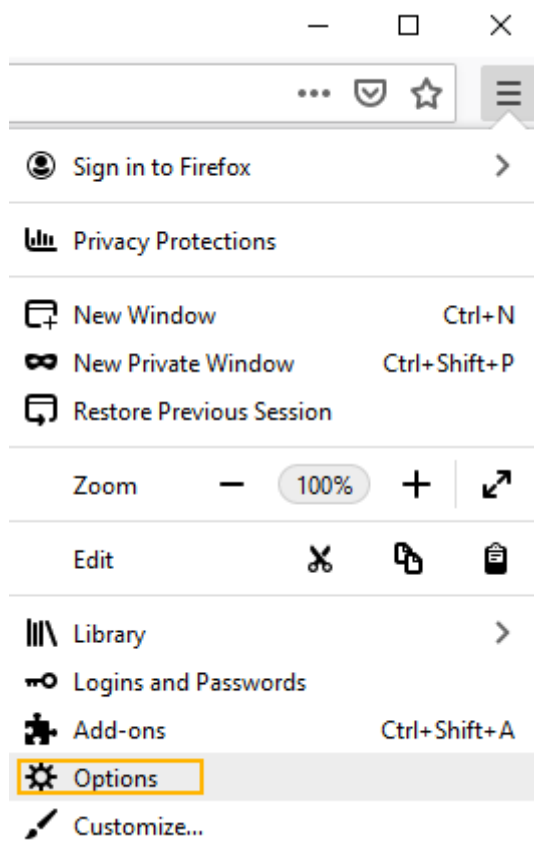 Sign in to Firefox
Privacy Protections
New Window Ctrl+N
New Private Window Ctrl+Shift+P
Restore Previous Session
Zoom 100%
Edit
Library
Logins and Passwords
Add-ons Ctrl+Shift+A
Options
Customize...